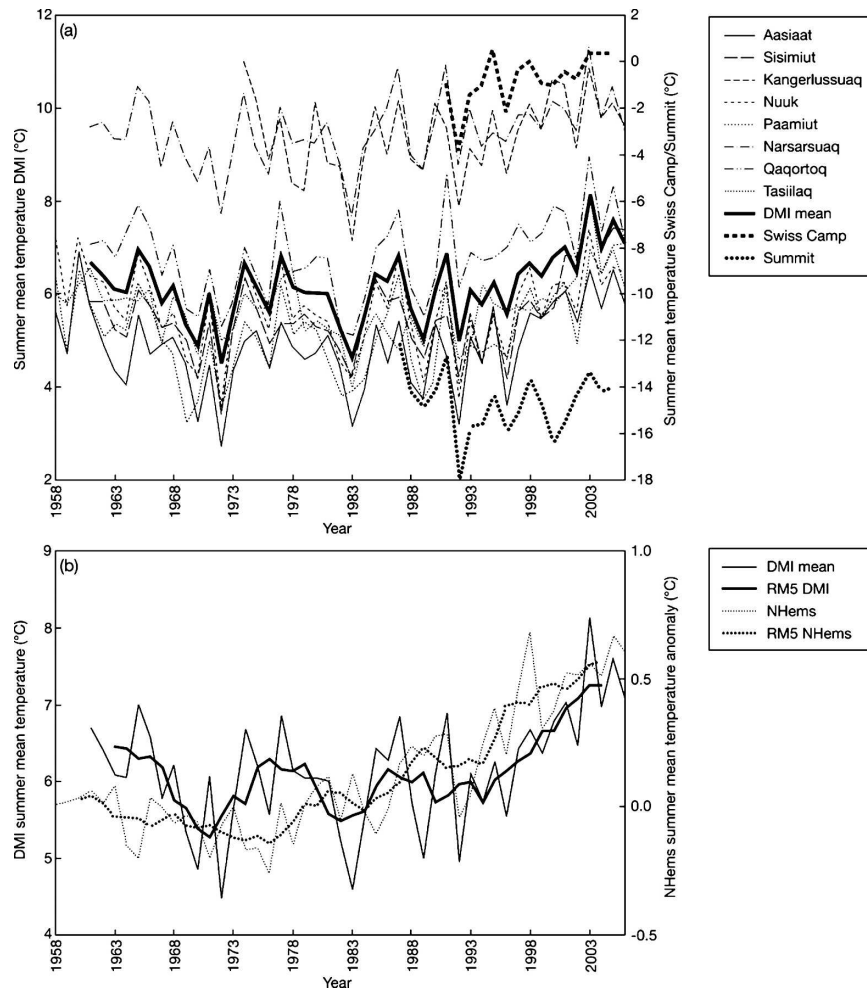 (a)
Summer mean temperature DMI (°C)
12
10
8
6
4
2
Summer mean temperature Swiss Camp/Summit (°C)
2
0
-2
-4
-6
-8
-10
-12
-14
-16
-18
1958
1963
1968
1973
1978
1983
1988
1993
1998
2003
Year
Aasiaat
Sisimiut
Kangerlussuaq
Nuuk
Paamiut
Narsarsuaq
Qaqortoq
Tasiilaq
DMI mean
Swiss Camp
Summit
(b)
DMI summer mean temperature (°C)
9
8
7
6
5
4
NHems summer mean temperature anomaly (°C)
1.0
0.5
0.0
-0.5
1958
1963
1968
1973
1978
1983
1988
1993
1998
2003
Year
DMI mean
RM5 DMI
NHems
RM5 NHems